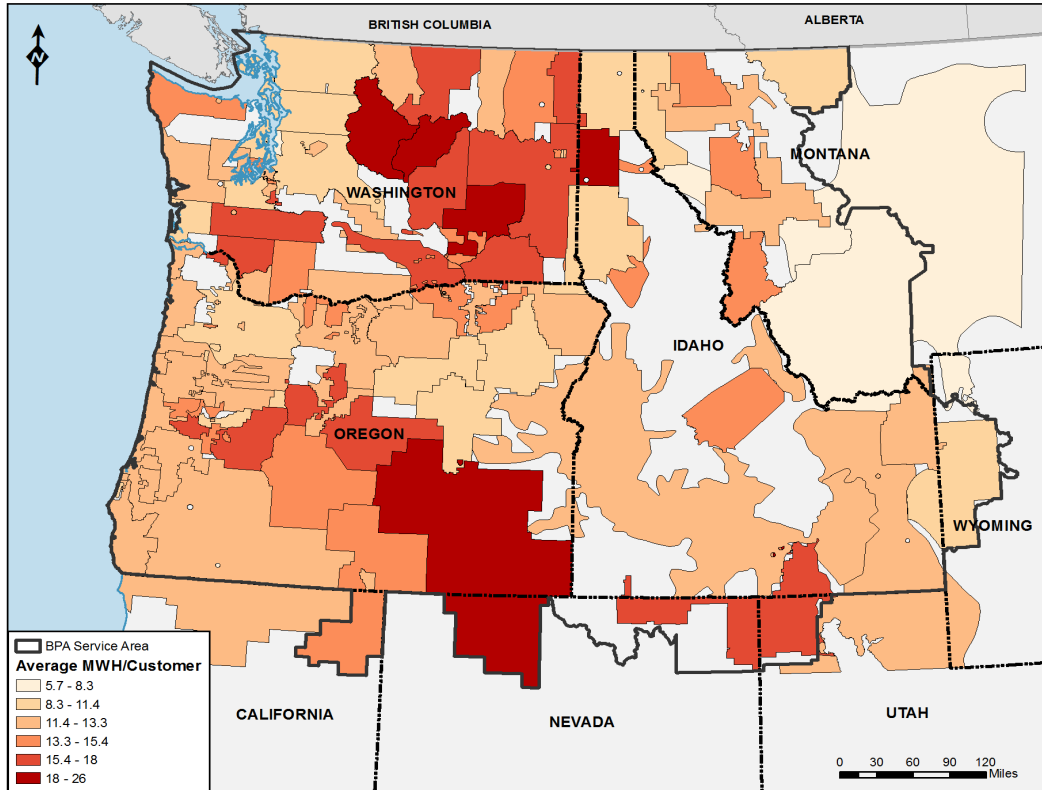 BRITISH COLUMBIA
ALBERTA
N
MONTANA
WASHINGTON
IDAHO
OREGON
WYOMING
BPA Service Area
Average MWH/Customer
5.7 - 8.3
8.3 - 11.4
11.4 - 13.3
13.3 - 15.4
15.4 - 18
18 - 26
CALIFORNIA
NEVADA
UTAH
0 15 30 60 90 120
Miles